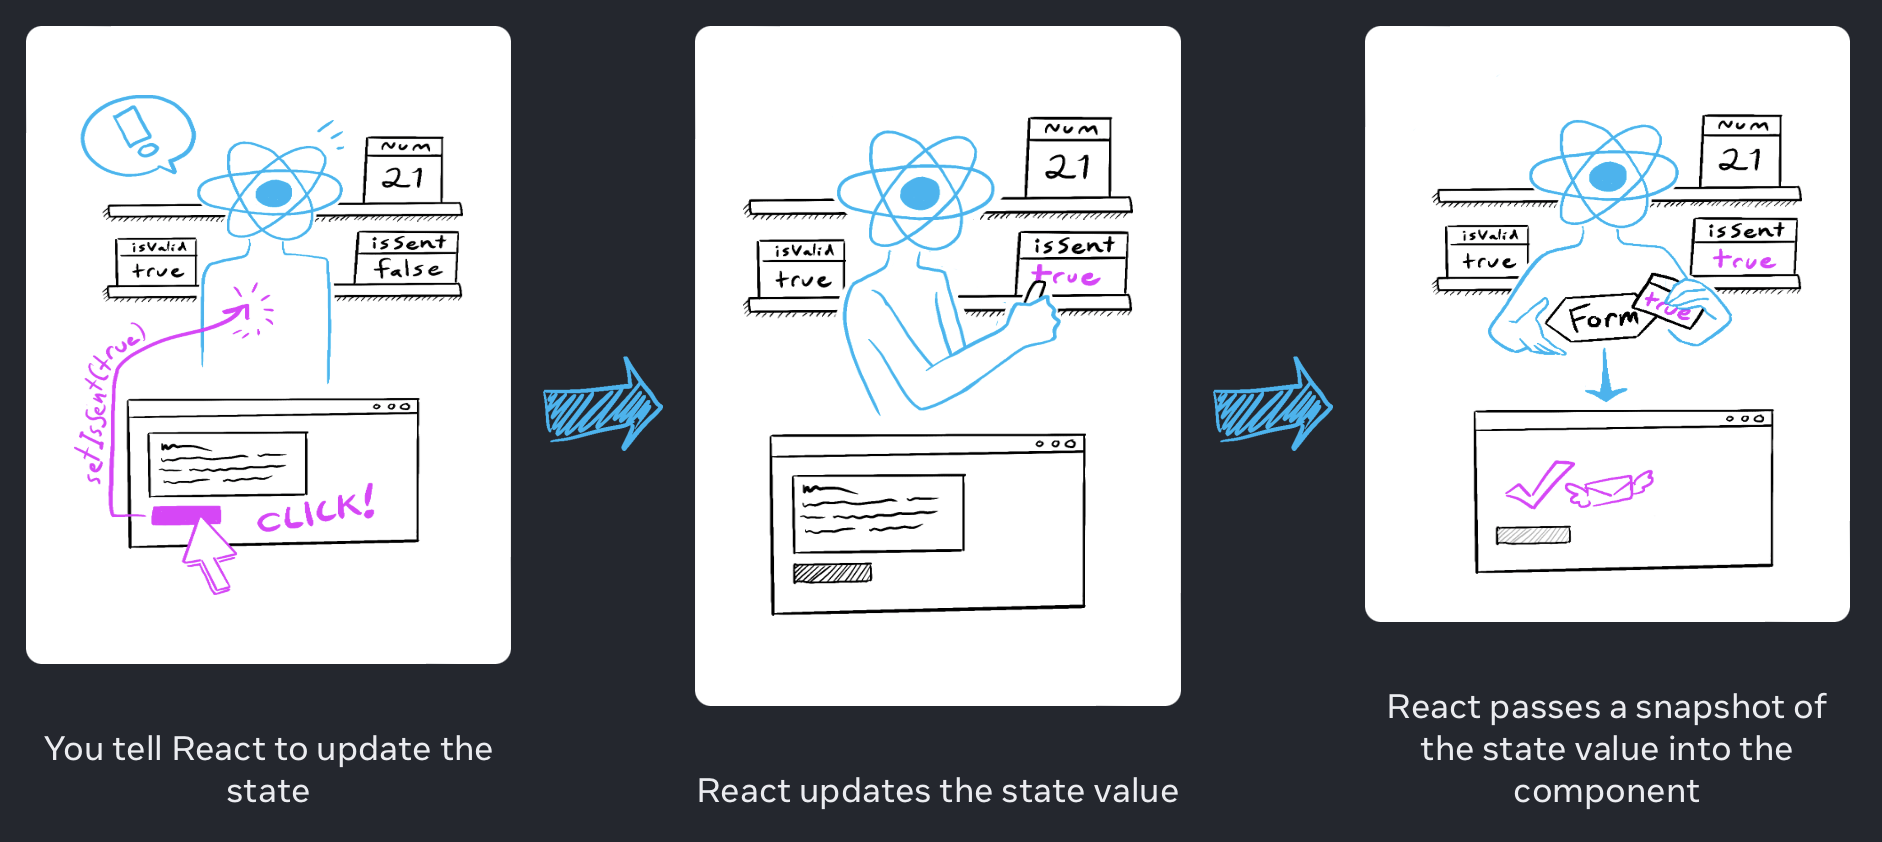 !
NUM
21
isValid
true
isSent
false
setIsSent(true)
CLICK!
You tell React to update the
state
NUM
21
isValid
true
isSent
true
React updates the state value
NUM
21
isValid
true
isSent
true
Form
true
React passes a snapshot of
the state value into the
component